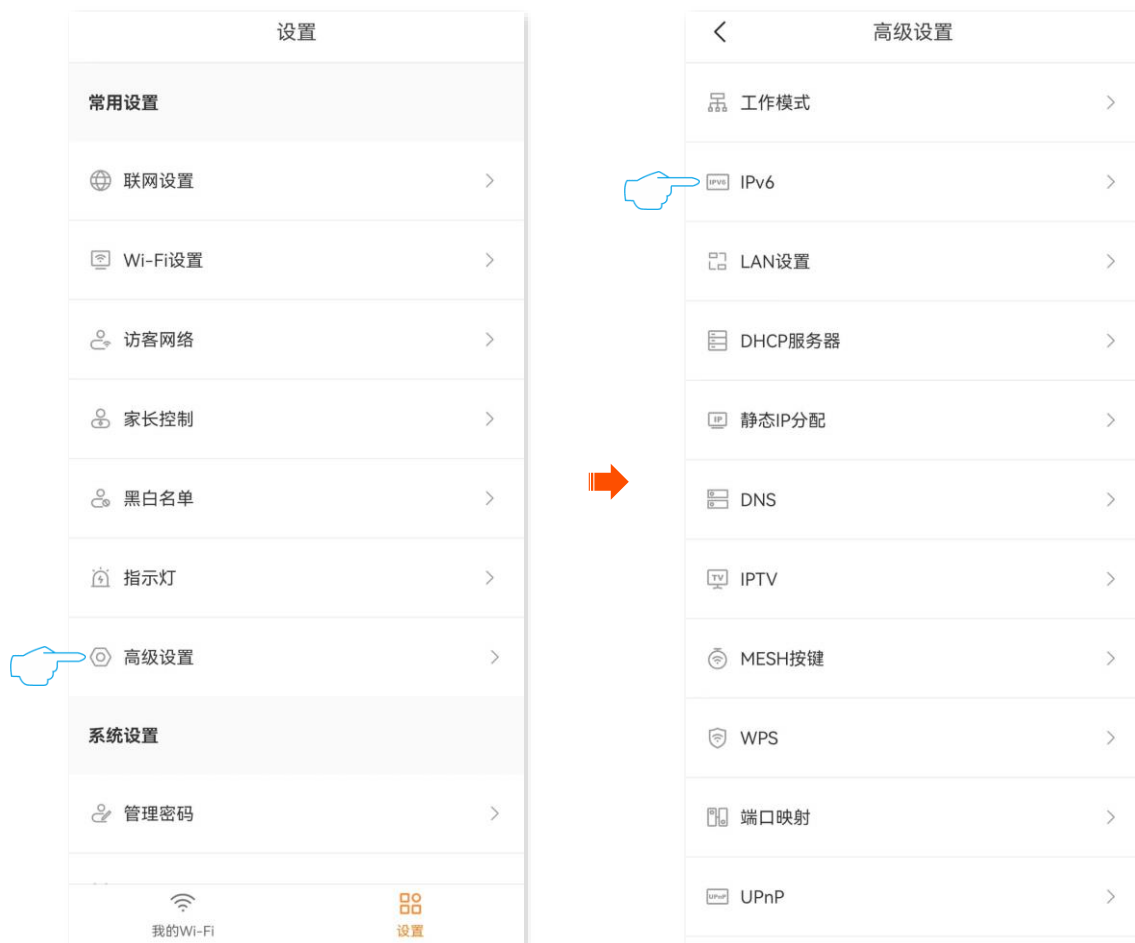 设置
常用设置
联网设置
Wi-Fi设置
访客网络
家长控制
黑白名单
指示灯
高级设置
系统设置
管理密码
我的Wi-Fi
设置
高级设置
工作模式
IPV6 IPv6
LAN设置
DHCP服务器
IP 静态IP分配
DNS
TV IPTV
MESH按键
WPS
端口映射
UPnP UPnP